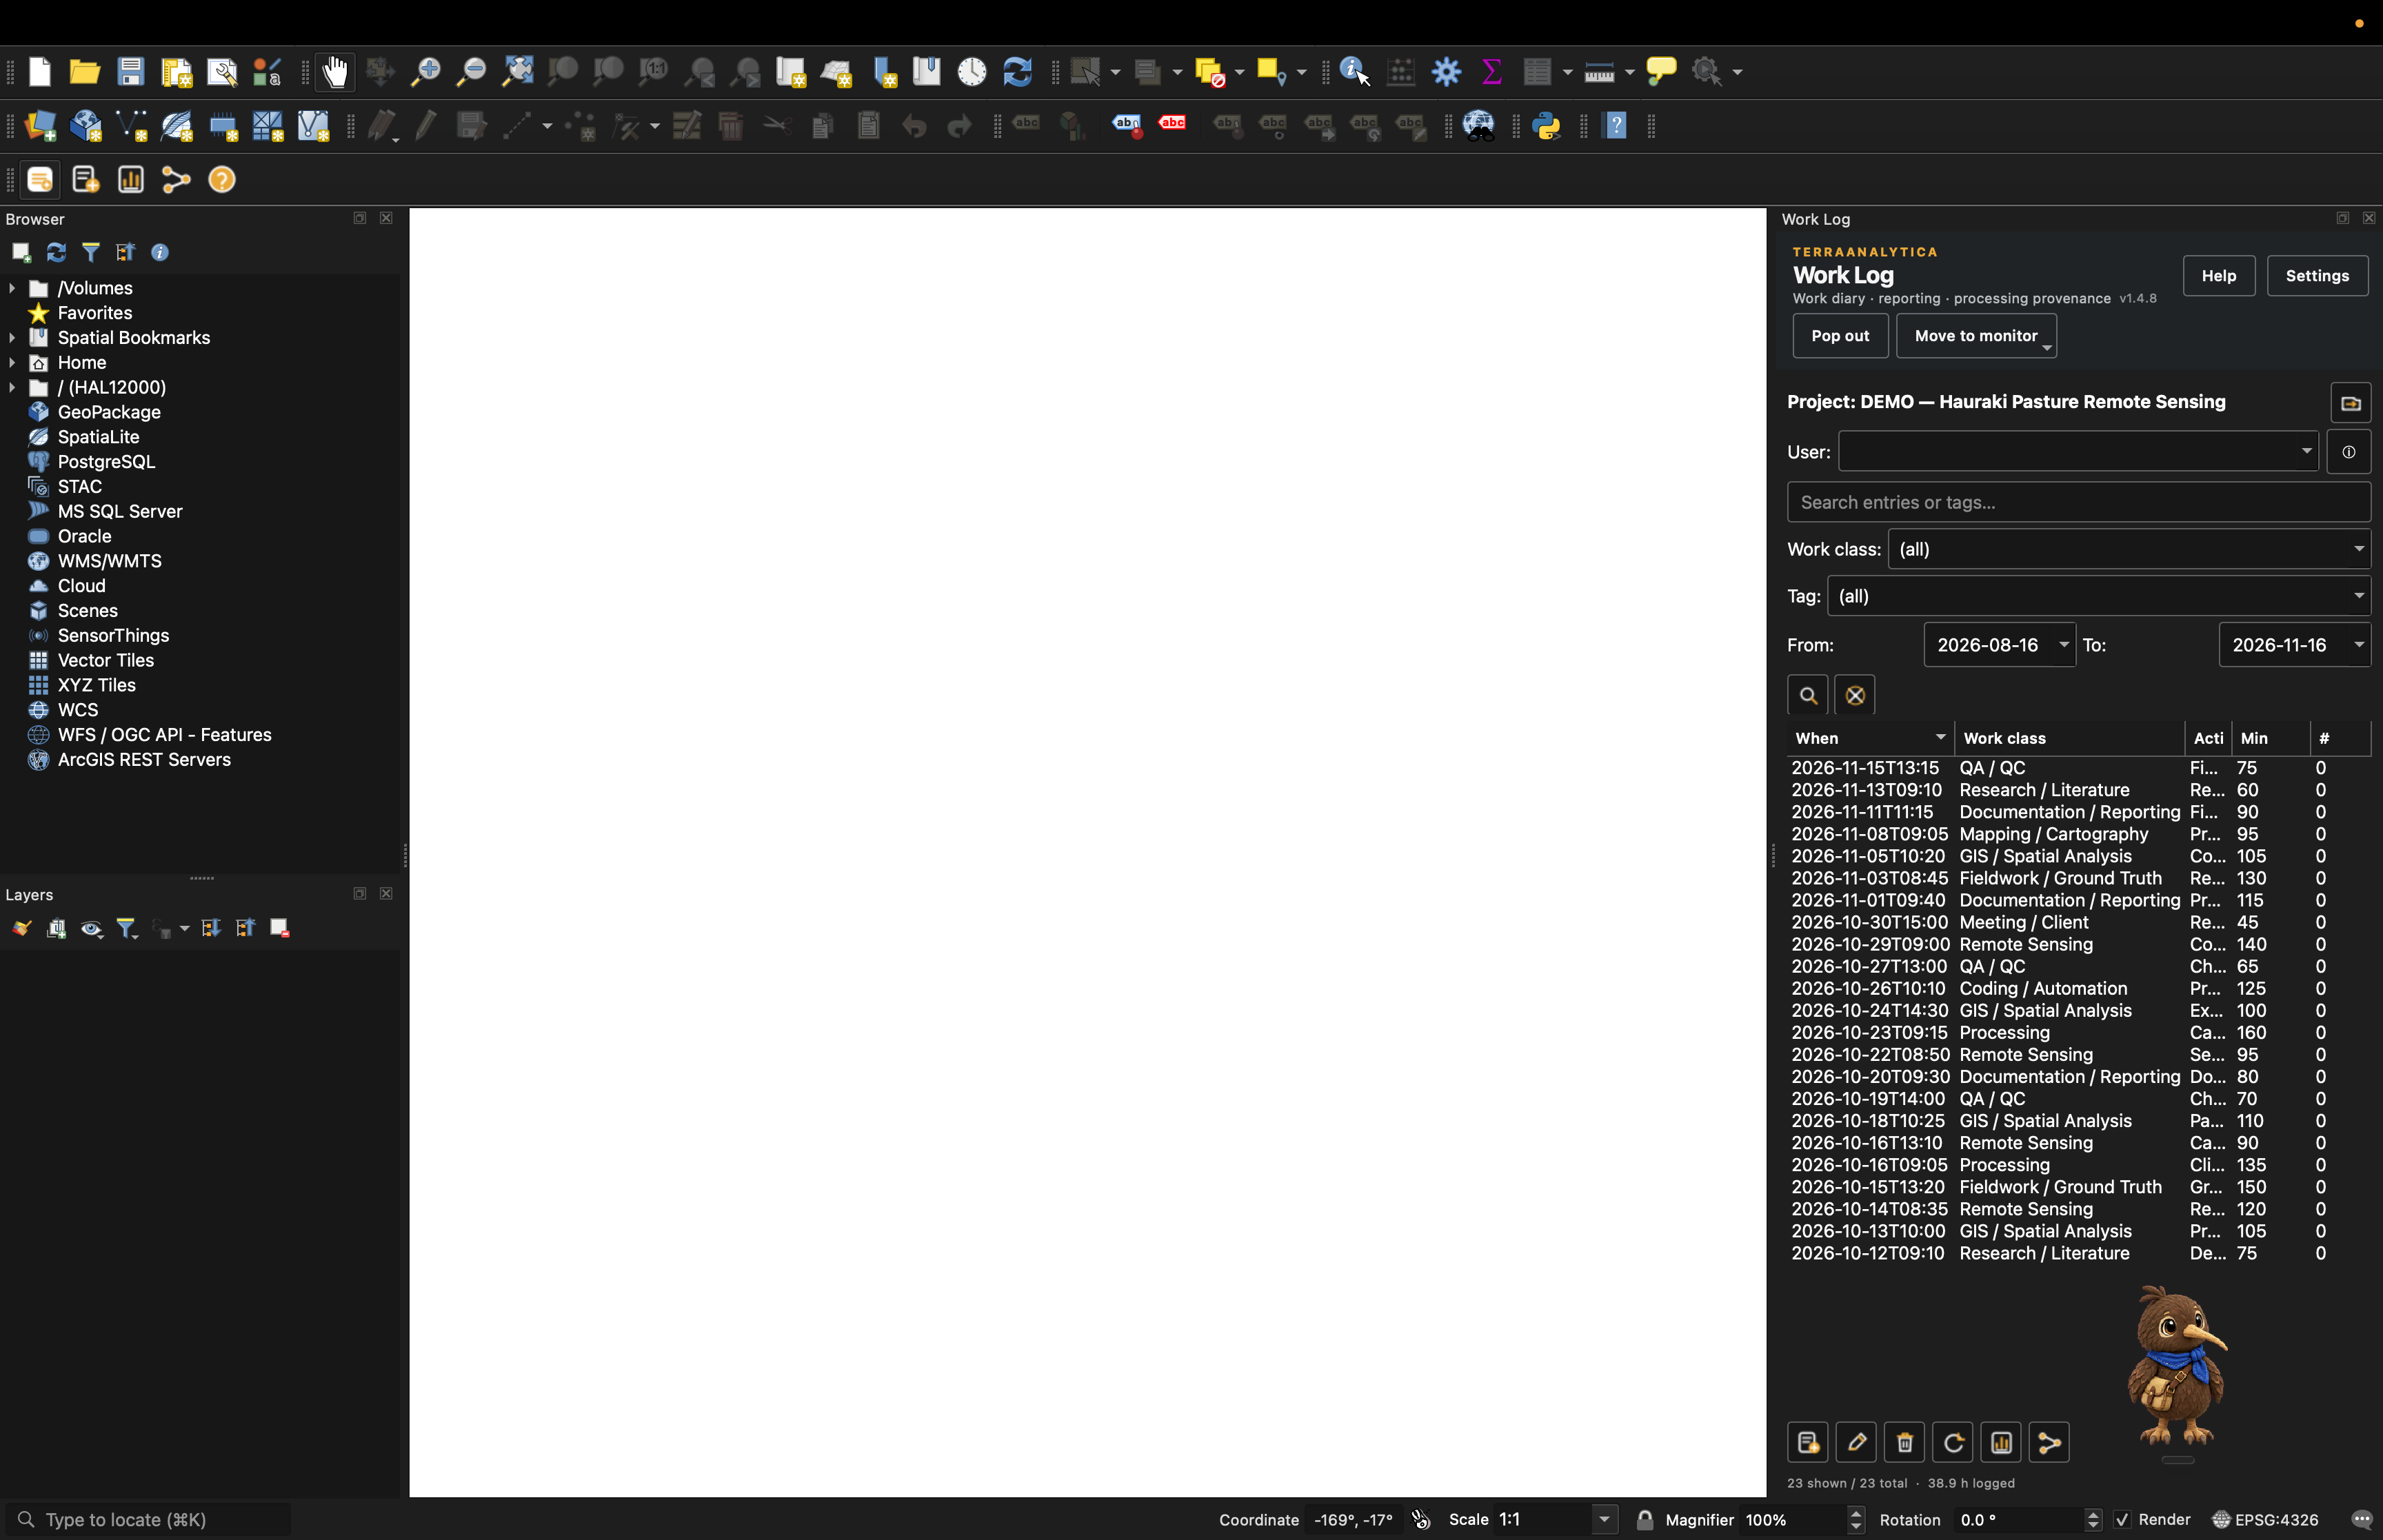 Browser
/Volumes
Favorites
Spatial Bookmarks
Home
/ (HAL12000)
GeoPackage
SpatiaLite
PostgreSQL
STAC
MS SQL Server
Oracle
WMS/WMTS
Cloud
Scenes
SensorThings
Vector Tiles
XYZ Tiles
WCS
WFS / OGC API - Features
ArcGIS REST Servers
Layers
Work Log
TERRAANALYTICA
Work Log
Work diary · reporting · processing provenance v1.4.8
Help Settings
Pop out Move to monitor
Project: DEMO — Hauraki Pasture Remote Sensing
User:
Search entries or tags...
Work class: (all)
Tag: (all)
From: 2026-08-16 To: 2026-11-16
When Work class Acti Min #
2026-11-15T13:15 QA / QC Fi... 75 0
2026-11-13T09:10 Research / Literature Re... 60 0
2026-11-11T11:15 Documentation / Reporting Fi... 90 0
2026-11-08T09:05 Mapping / Cartography Pr... 95 0
2026-11-05T10:20 GIS / Spatial Analysis Co... 105 0
2026-11-03T08:45 Fieldwork / Ground Truth Re... 130 0
2026-11-01T09:40 Documentation / Reporting Pr... 115 0
2026-10-30T15:00 Meeting / Client Re... 45 0
2026-10-29T09:00 Remote Sensing Co... 140 0
2026-10-27T13:00 QA / QC Ch... 65 0
2026-10-26T10:10 Coding / Automation Pr... 125 0
2026-10-24T14:30 GIS / Spatial Analysis Ex... 100 0
2026-10-23T09:15 Processing Ca... 160 0
2026-10-22T08:50 Remote Sensing Se... 95 0
2026-10-20T09:30 Documentation / Reporting Do... 80 0
2026-10-19T14:00 QA / QC Ch... 70 0
2026-10-18T10:25 GIS / Spatial Analysis Pa... 110 0
2026-10-16T13:10 Remote Sensing Ca... 90 0
2026-10-16T09:05 Processing Cli... 135 0
2026-10-15T13:20 Fieldwork / Ground Truth Gr... 150 0
2026-10-14T08:35 Remote Sensing Re... 120 0
2026-10-13T10:00 GIS / Spatial Analysis Pr... 105 0
2026-10-12T09:10 Research / Literature De... 75 0
23 shown / 23 total · 38.9 h logged
Type to locate (⌘K)
Coordinate -169°, -17° Scale 1:1 Magnifier 100% Rotation 0.0 ° Render EPSG:4326